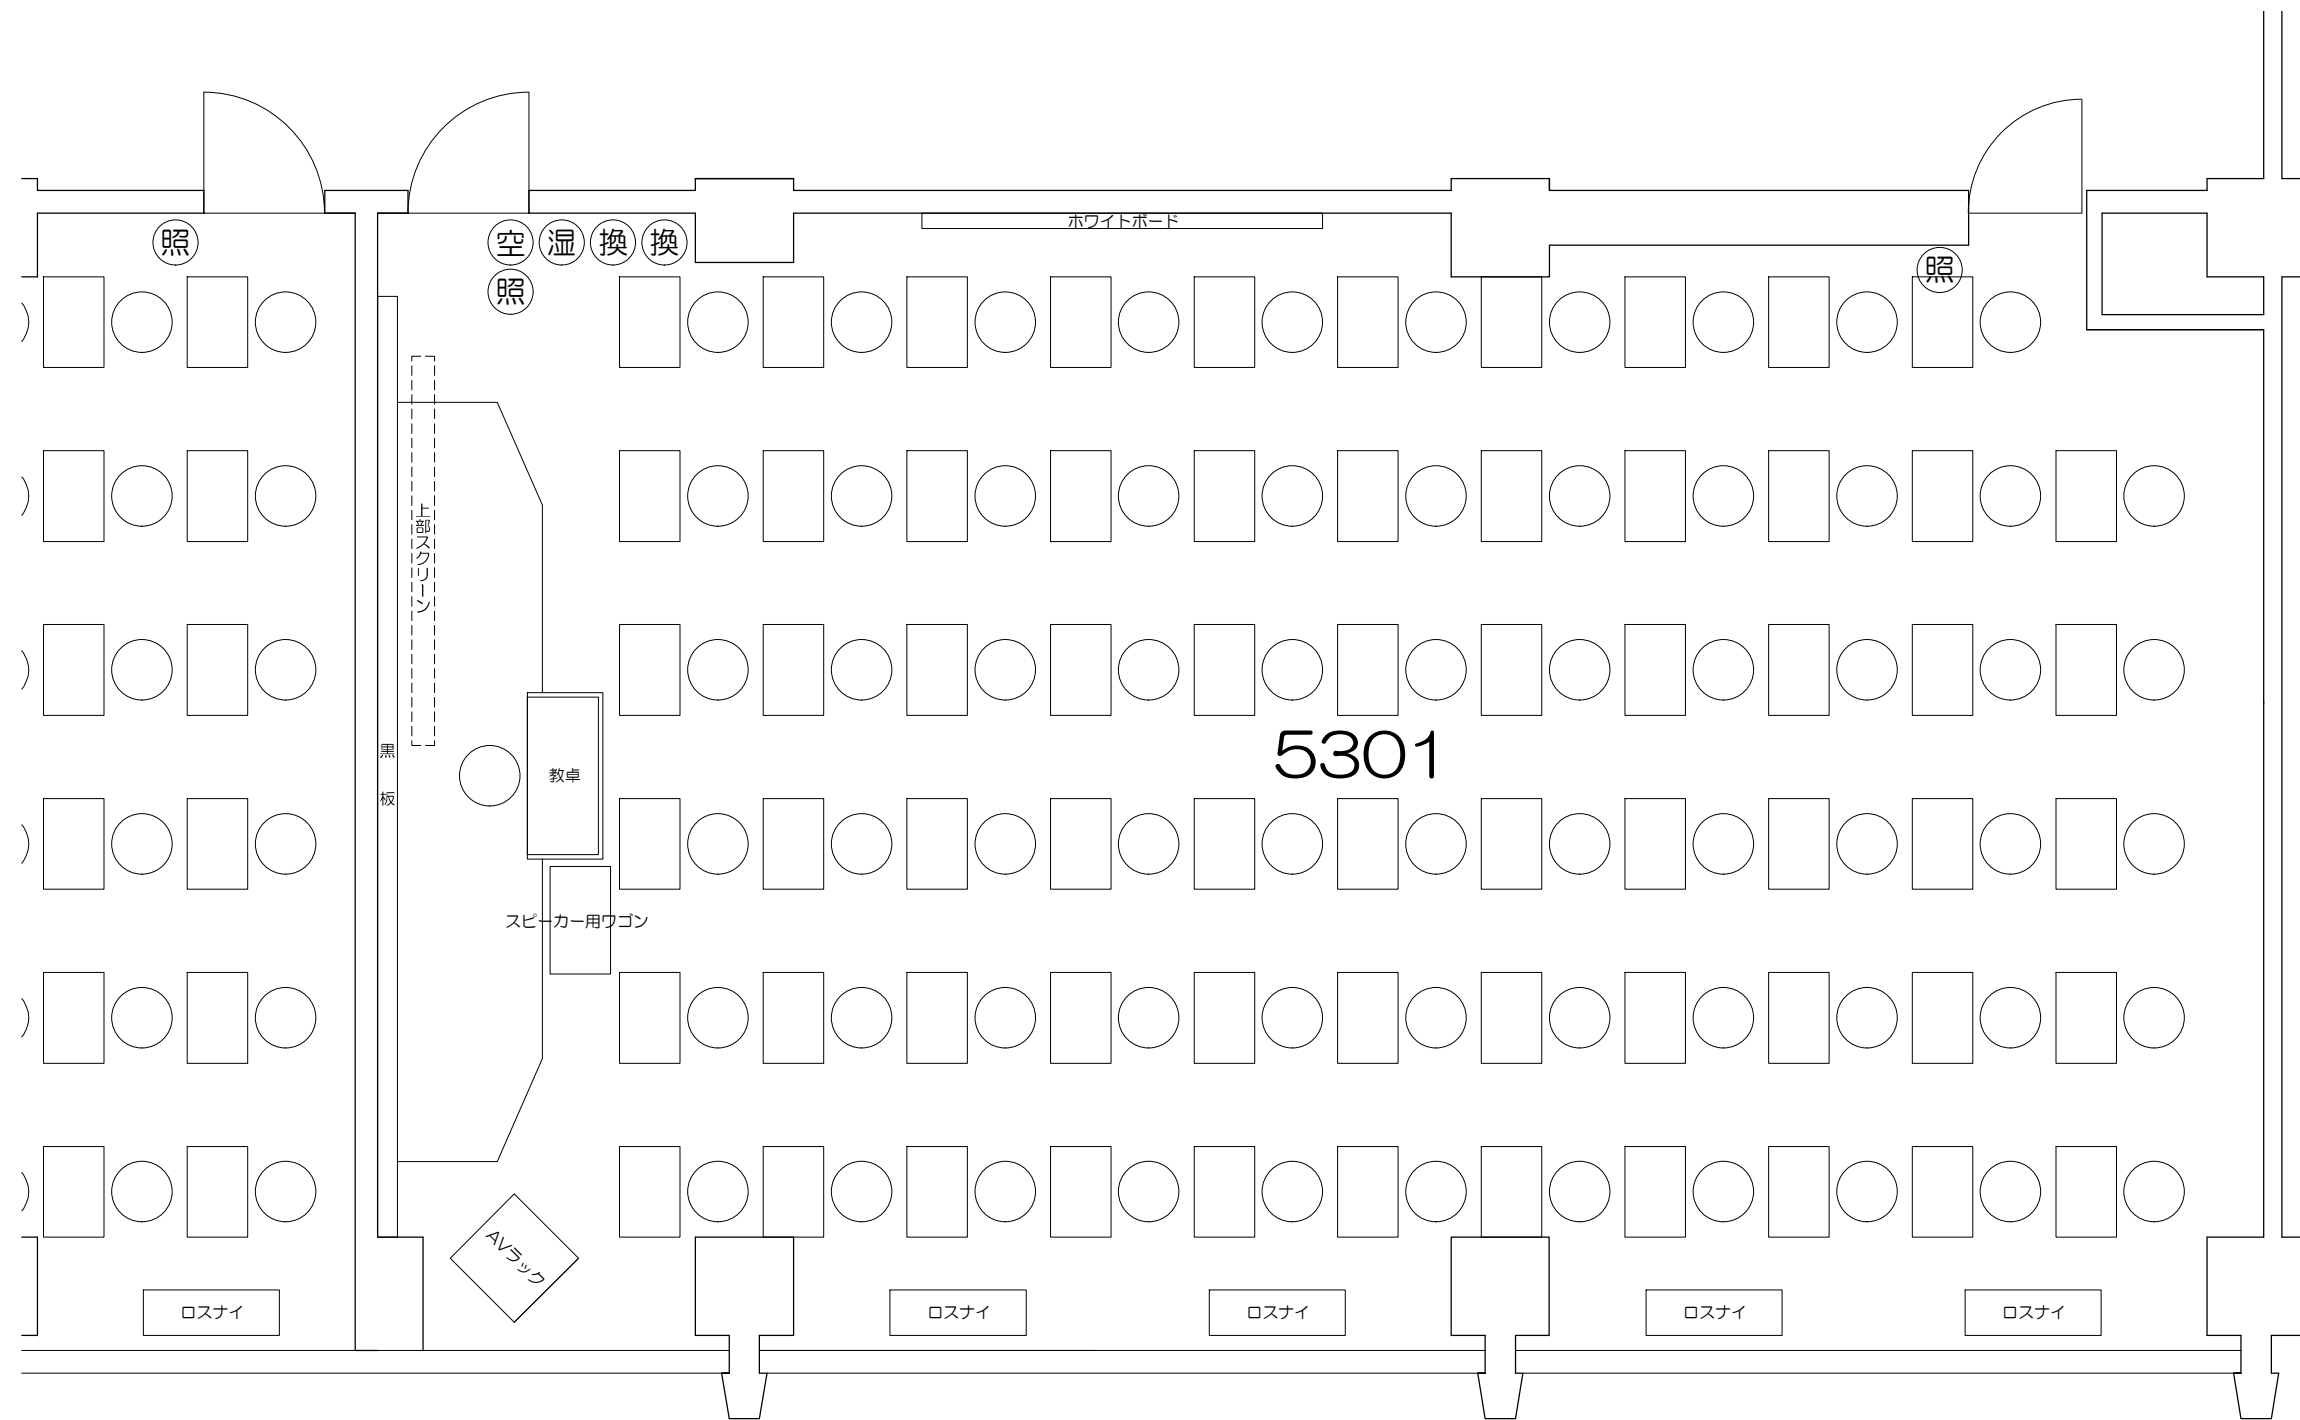 ホワイトボード
照
空 湿 換 換
照
照
上部スクリーン
5301
黒板
教卓
スピーカー用ワゴン
AVラック
ロスナイ
ロスナイ
ロスナイ
ロスナイ
ロスナイ